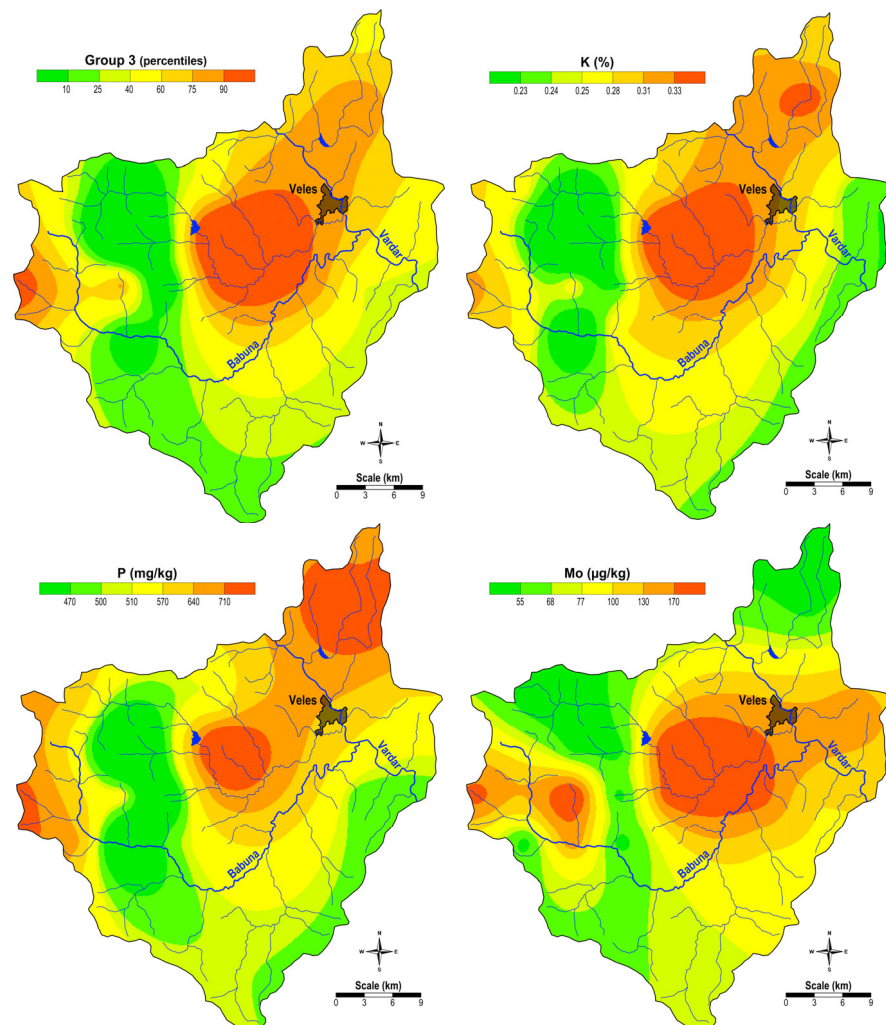 Group 3 (percentiles)
10 25 40 60 75 90
Veles
Vardar
Babuna
N
W E
S
Scale (km)
0 3 6 9
K (%)
0.23 0.24 0.25 0.28 0.31 0.33
Veles
Vardar
Babuna
N
W E
S
Scale (km)
0 3 6 9
P (mg/kg)
470 500 510 570 640 710
Veles
Vardar
Babuna
N
W E
S
Scale (km)
0 3 6 9
Mo (µg/kg)
55 68 77 100 130 170
Veles
Vardar
Babuna
N
W E
S
Scale (km)
0 3 6 9